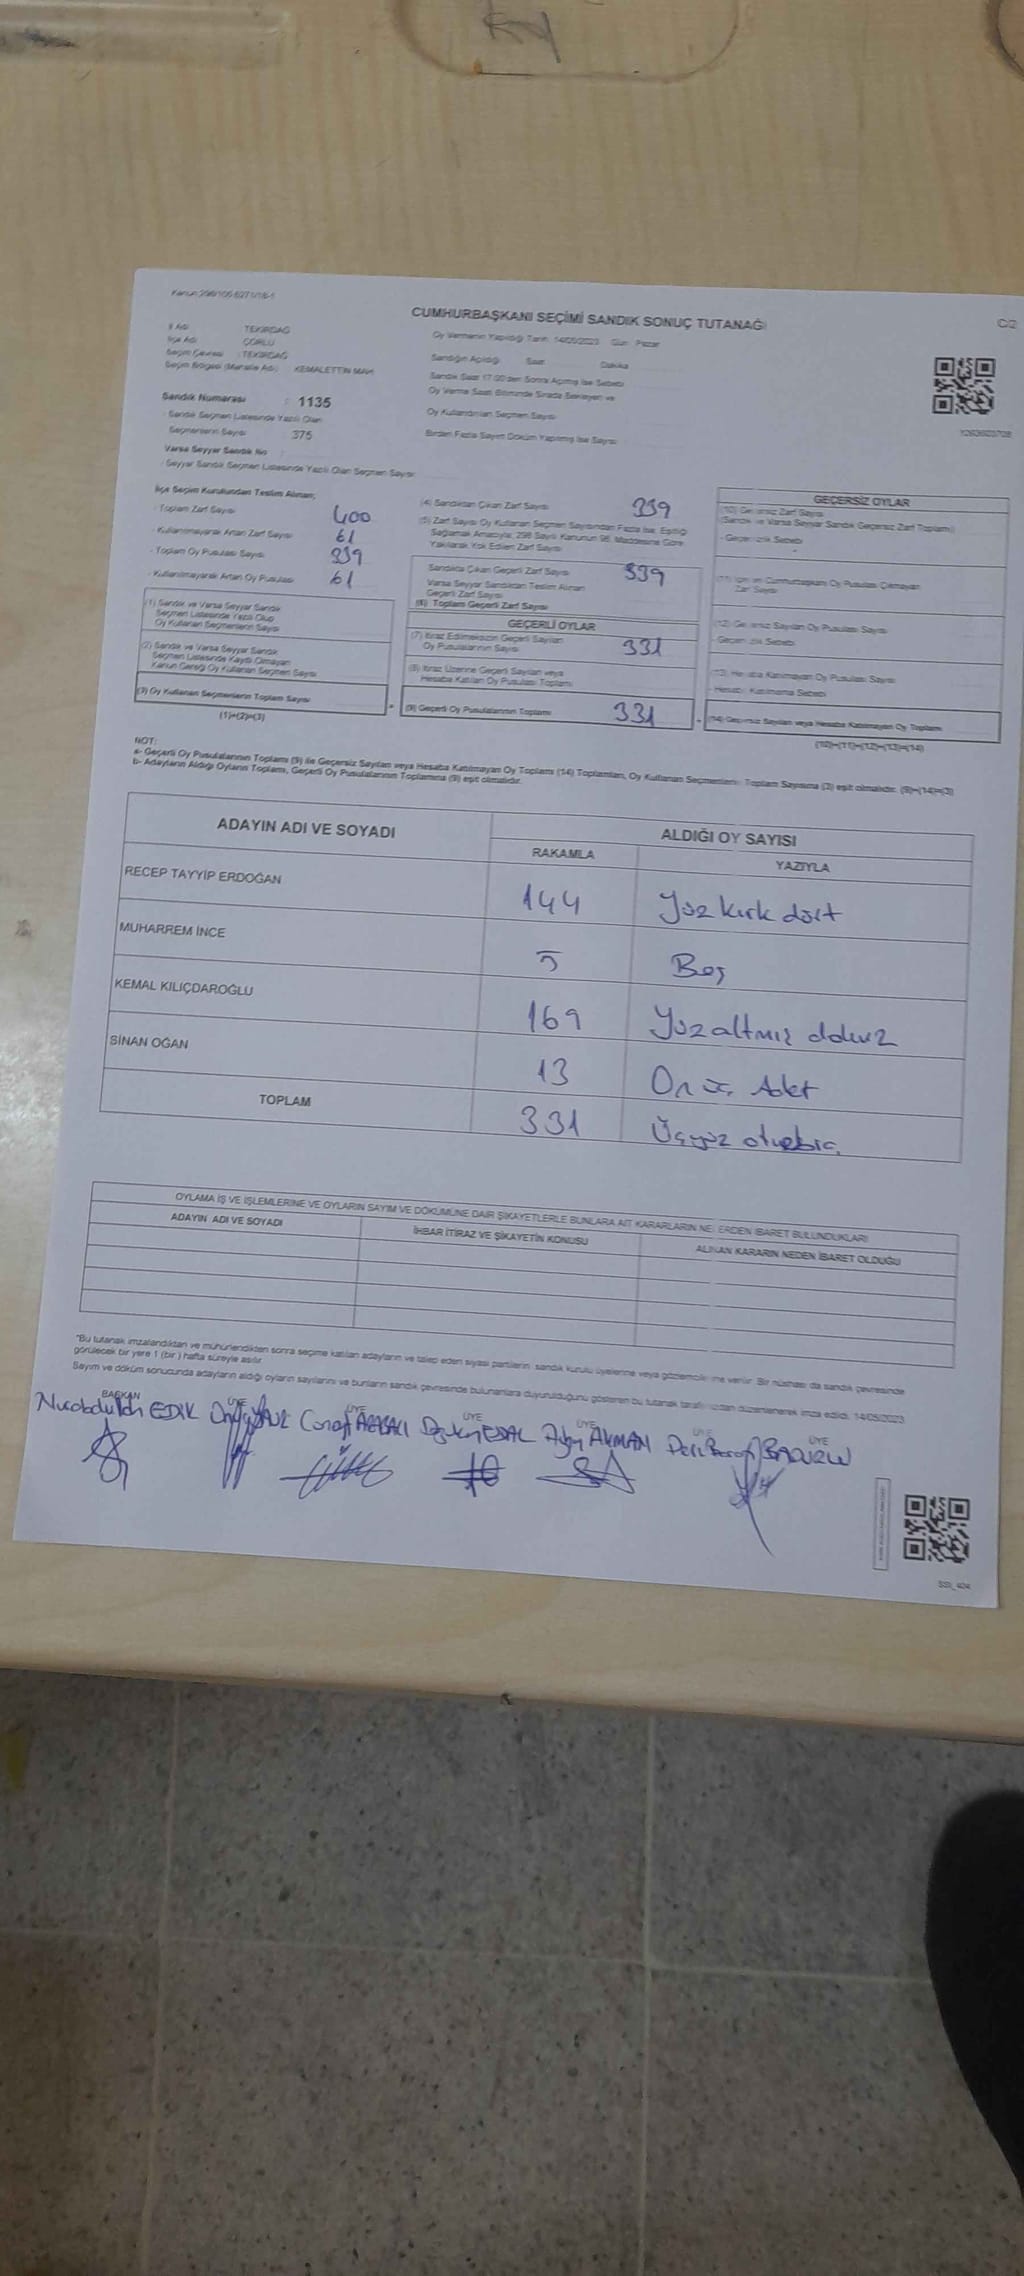 Kanun:298/105-6271/18-1
CUMHURBAŞKANI SEÇİMİ SANDIK SONUÇ TUTANAĞI
C/2
İl Adı TEKİRDAĞ
İlçe Adı ÇORLU
Seçim Çevresi : TEKİRDAĞ
Seçim Bölgesi (Mahalle Adı) KEMALETTİN MAH.
Sandık Numarası : 1135
Sandık Seçmen Listesinde Yazılı Olan
Seçmenlerin Sayısı 375
Varsa Seyyar Sandık No
Seyyar Sandık Seçmen Listesinde Yazılı Olan Seçmen Sayısı
Oy Vermenin Yapıldığı Tarih: 14/05/2023 Gün: Pazar
Sandığın Açıldığı Saat Dakika
Sandık Saat 17:00'den Sonra Açılmış İse Sebebi
Oy Verme Saati Bitiminde Sırada Bekleyen ve
Oy Kullandırılan Seçmen Sayısı
Birden Fazla Sayım Döküm Yapılmış İse Sayısı
İlçe Seçim Kurulundan Teslim Alınan;
- Toplam Zarf Sayısı 400
- Kullanılmayarak Artan Zarf Sayısı 61
- Toplam Oy Pusulası Sayısı 339
- Kullanılmayarak Artan Oy Pusulası 61
(1) Sandık ve Varsa Seyyar Sandık
Seçmen Listesinde Yazılı Olup
Oy Kullanan Seçmenlerin Sayısı
(2) Sandık ve Varsa Seyyar Sandık
Seçmen Listesinde Kayıtlı Olmayan
Kanun Gereği Oy Kullanan Seçmen Sayısı
(3) Oy Kullanan Seçmenlerin Toplam Sayısı
(1)+(2)=(3)
(4) Sandıktan Çıkan Zarf Sayısı 339
(5) Zarf Sayısı Oy Kullanan Seçmen Sayısından Fazla İse, Eşitliği
Sağlamak Amacıyla, 298 Sayılı Kanunun 98. Maddesine Göre
Yakılarak Yok Edilen Zarf Sayısı
Sandıkta Çıkan Geçerli Zarf Sayısı 339
Varsa Seyyar Sandıktan Teslim Alınan
Geçerli Zarf Sayısı
(6) Toplam Geçerli Zarf Sayısı
GEÇERLİ OYLAR
(7) İtiraz Edilmeksizin Geçerli Sayılan
Oy Pusulalarının Sayısı 331
(8) İtiraz Üzerine Geçerli Sayılan veya
Hesaba Katılan Oy Pusulası Toplamı
(9) Geçerli Oy Pusulalarının Toplamı 331
GEÇERSİZ OYLAR
(10) Geçersiz Zarf Sayısı
(Sandık ve Varsa Seyyar Sandık Geçersiz Zarf Toplamı)
- Geçersizlik Sebebi
(11) İçinden Cumhurbaşkanı Oy Pusulası Çıkmayan
Zarf Sayısı
(12) Geçersiz Sayılan Oy Pusulası Sayısı
- Geçersizlik Sebebi
(13) Hesaba Katılmayan Oy Pusulası Sayısı
- Hesaba Katılmama Sebebi
(14) Geçersiz Sayılan veya Hesaba Katılmayan Oy Toplamı
(10)+(11)+(12)+(13)=(14)
NOT:
a- Geçerli Oy Pusulalarının Toplamı (9) ile Geçersiz Sayılan veya Hesaba Katılmayan Oy Toplamı (14) Toplamları, Oy Kullanan Seçmenlerin Toplam Sayısına (3) eşit olmalıdır. (9)+(14)=(3)
b- Adayların Aldığı Oyların Toplamı, Geçerli Oy Pusulalarının Toplamına (9) eşit olmalıdır.
ADAYIN ADI VE SOYADI ALDIĞI OY SAYISI
RAKAMLA YAZIYLA
RECEP TAYYİP ERDOĞAN 144 Yüz kırk dört
MUHARREM İNCE 5 Beş
KEMAL KILIÇDAROĞLU 169 Yüz altmış dokuz
SİNAN OĞAN 13 On üç Adet
TOPLAM 331 Üçyüz otuzbir.
OYLAMA İŞ VE İŞLEMLERİNE VE OYLARIN SAYIM VE DÖKÜMÜNE DAİR ŞİKAYETLERLE BUNLARA AİT KARARLARIN NELERDEN İBARET BULUNDUKLARI
ADAYIN ADI VE SOYADI İHBAR İTİRAZ VE ŞİKAYETİN KONUSU ALINAN KARARIN NEDEN İBARET OLDUĞU
*Bu tutanak imzalandıktan ve mühürlendikten sonra seçime katılan adayların ve talep eden siyasi partilerin sandık kurulu üyelerine veya gözlemcilerine verilir. Bir nüshası da sandık çevresinde
görülecek bir yere 1 (bir ) hafta süreyle asılır.
Sayım ve döküm sonucunda adayların aldığı oyların sayılarını ve bunların sandık çevresinde bulunanlara duyurulduğunu gösteren bu tutanak tarafımızdan düzenlenerek imza edildi. 14/05/2023
BAŞKAN ÜYE ÜYE ÜYE ÜYE ÜYE ÜYE
EDİK AKMAN
SSİ_404